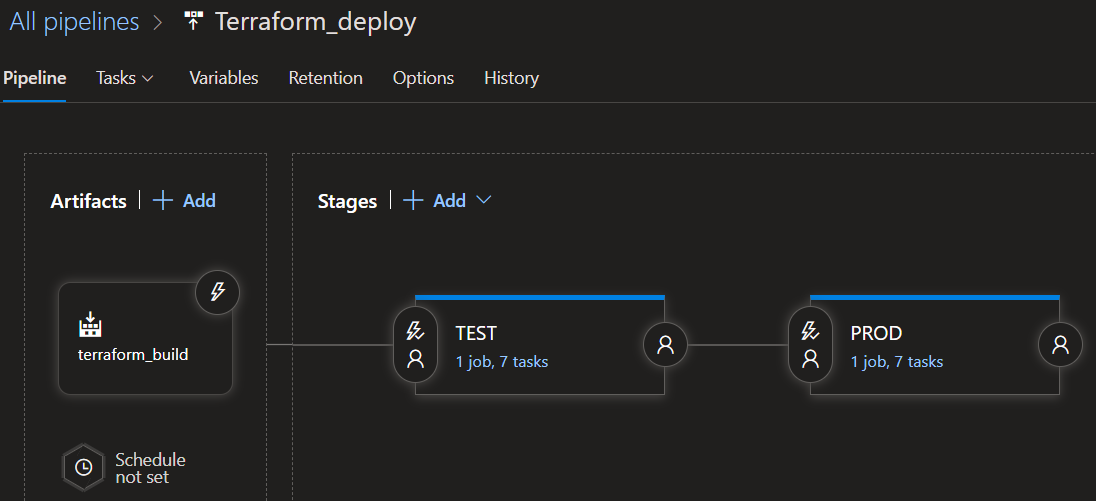 All pipelines > Terraform_deploy
Pipeline Tasks Variables Retention Options History
Artifacts | + Add
Stages | + Add
terraform_build
TEST
1 job, 7 tasks
PROD
1 job, 7 tasks
Schedule
not set